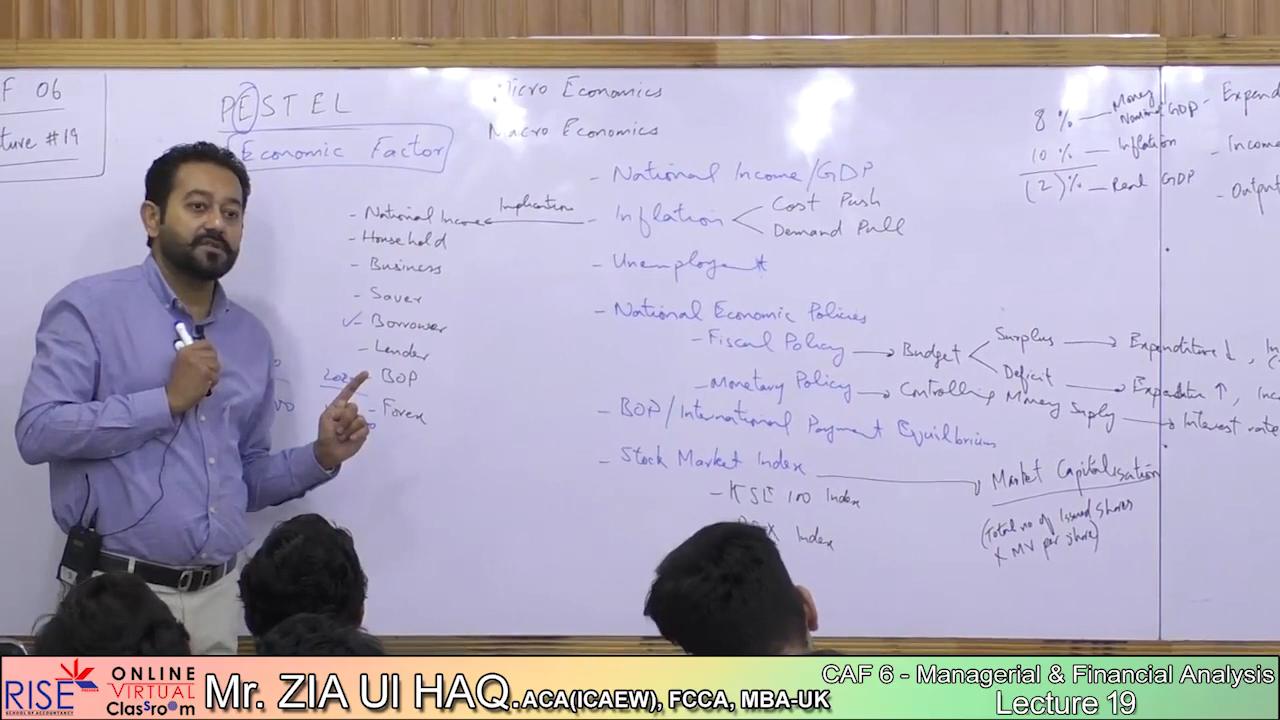 F 06
ture #19
PESTEL
Economic Factor
- National Income
- Household
- Business
- Saver
✓- Borrower
- Lender
- BOP
- Forex
Implication
Micro Economics
Macro Economics
- National Income/GDP
- Inflation
Cost Push
Demand Pull
- Unemployment
- National Economic Policies
- Fiscal Policy → Budget
Surplus → Expenditure ↓, In
Deficit → Expenditure ↑, Inc
- Monetary Policy → Controlling Money Suply → Interest rate
- BOP/International Payment Equilibrium
- Stock Market Index → Market Capitalisation
(Total no of Issued Shares
x MV per share)
- KSE 100 Index
Index
8 % — Money
Nominal GDP
10 % — Inflation
(2)% — Real GDP
- Expend
- Income
- Output
RISE
SCHOOL OF ACCOUNTANCY
ONLINE
VIRTUAL
Classroom
Mr. ZIA UI HAQ.ACA(ICAEW), FCCA, MBA-UK
CAF 6 - Managerial & Financial Analysis
Lecture 19